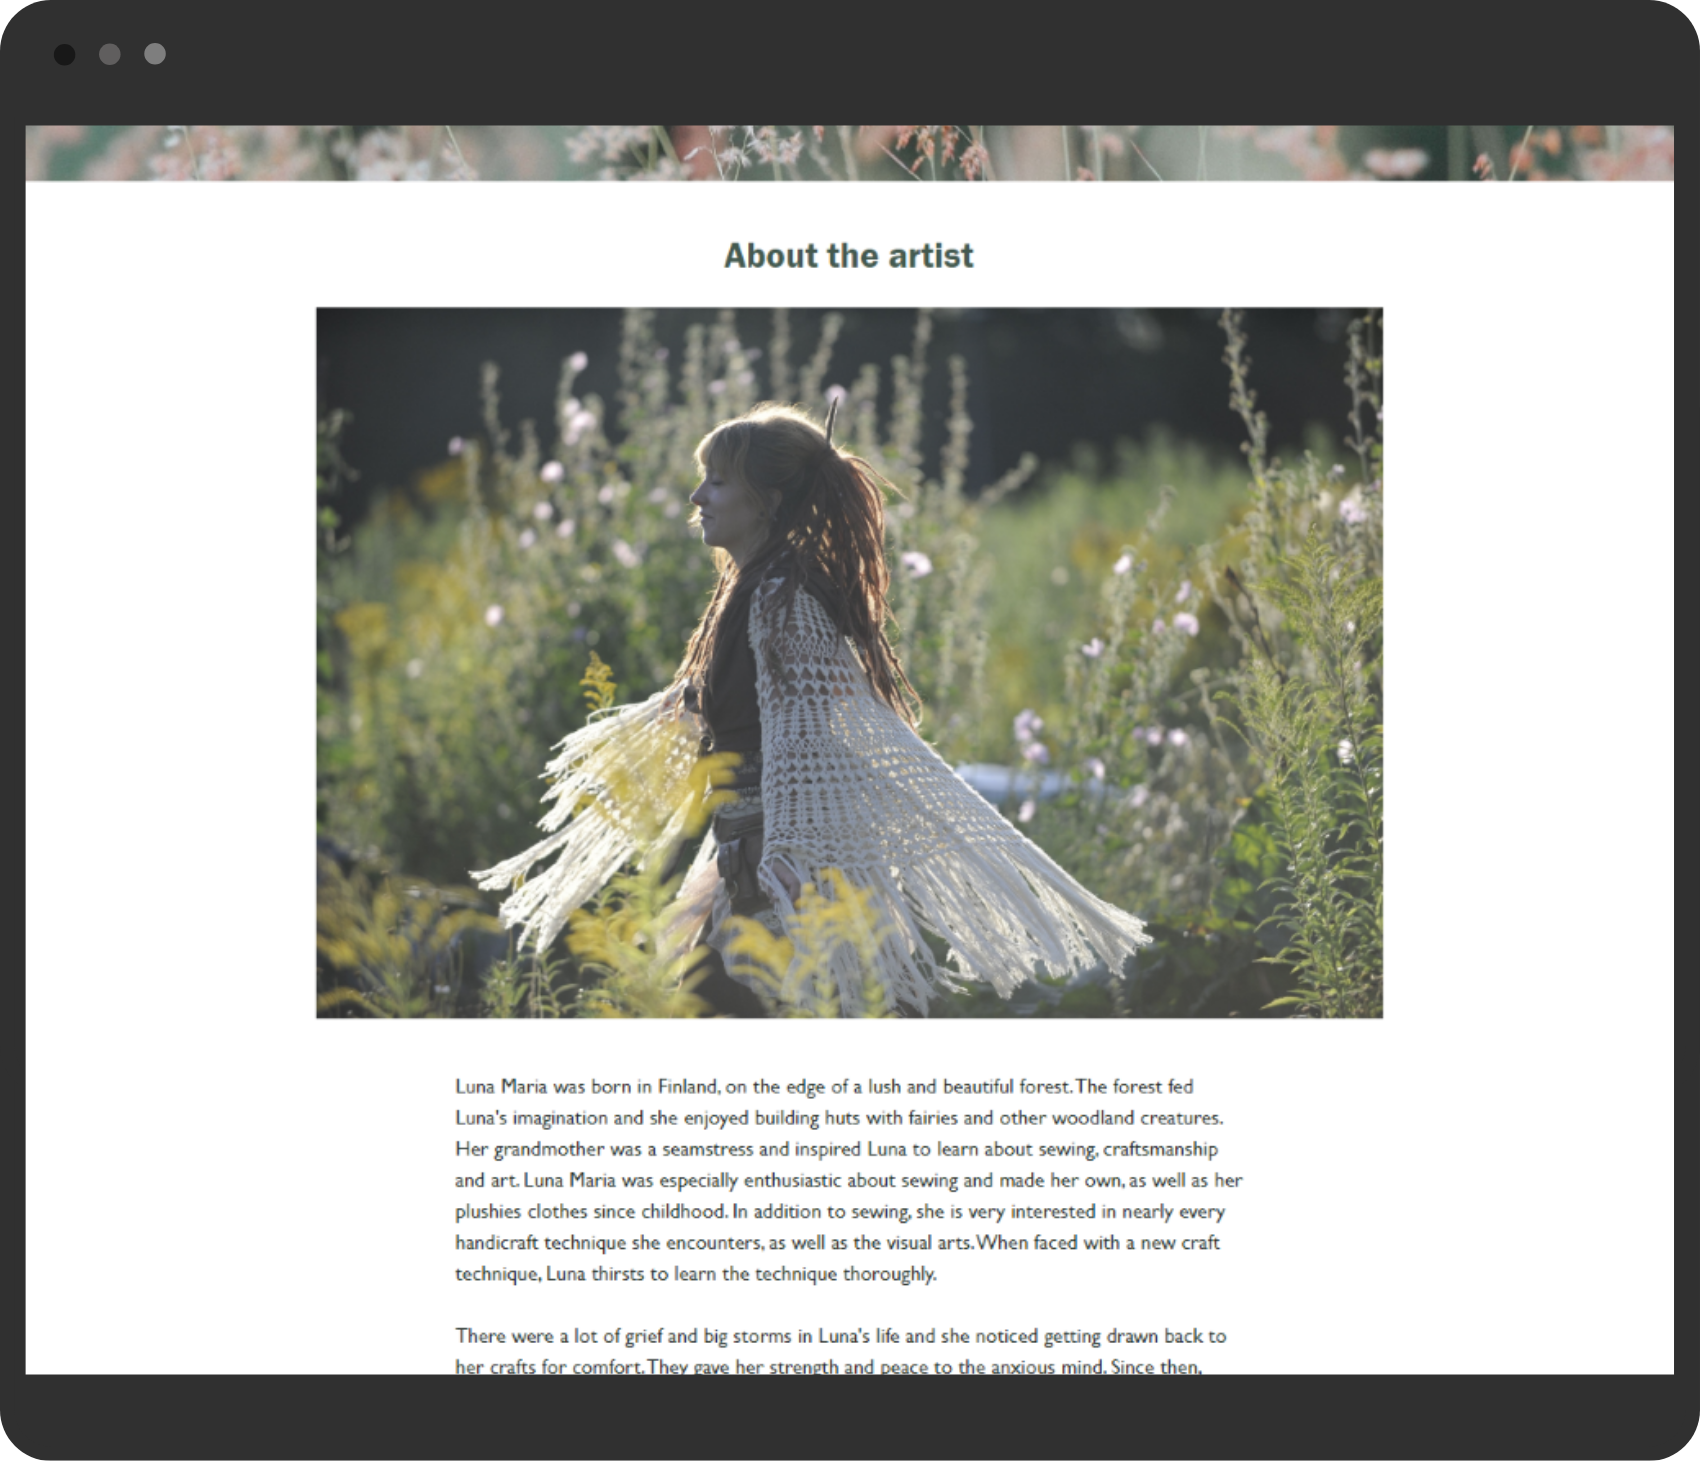 About the artist
Luna Maria was born in Finland, on the edge of a lush and beautiful forest. The forest fed
Luna's imagination and she enjoyed building huts with fairies and other woodland creatures.
Her grandmother was a seamstress and inspired Luna to learn about sewing, craftsmanship
and art. Luna Maria was especially enthusiastic about sewing and made her own, as well as her
plushies clothes since childhood. In addition to sewing, she is very interested in nearly every
handicraft technique she encounters, as well as the visual arts. When faced with a new craft
technique, Luna thirsts to learn the technique thoroughly.
There were a lot of grief and big storms in Luna's life and she noticed getting drawn back to
her crafts for comfort. They gave her strength and peace to the anxious mind. Since then,